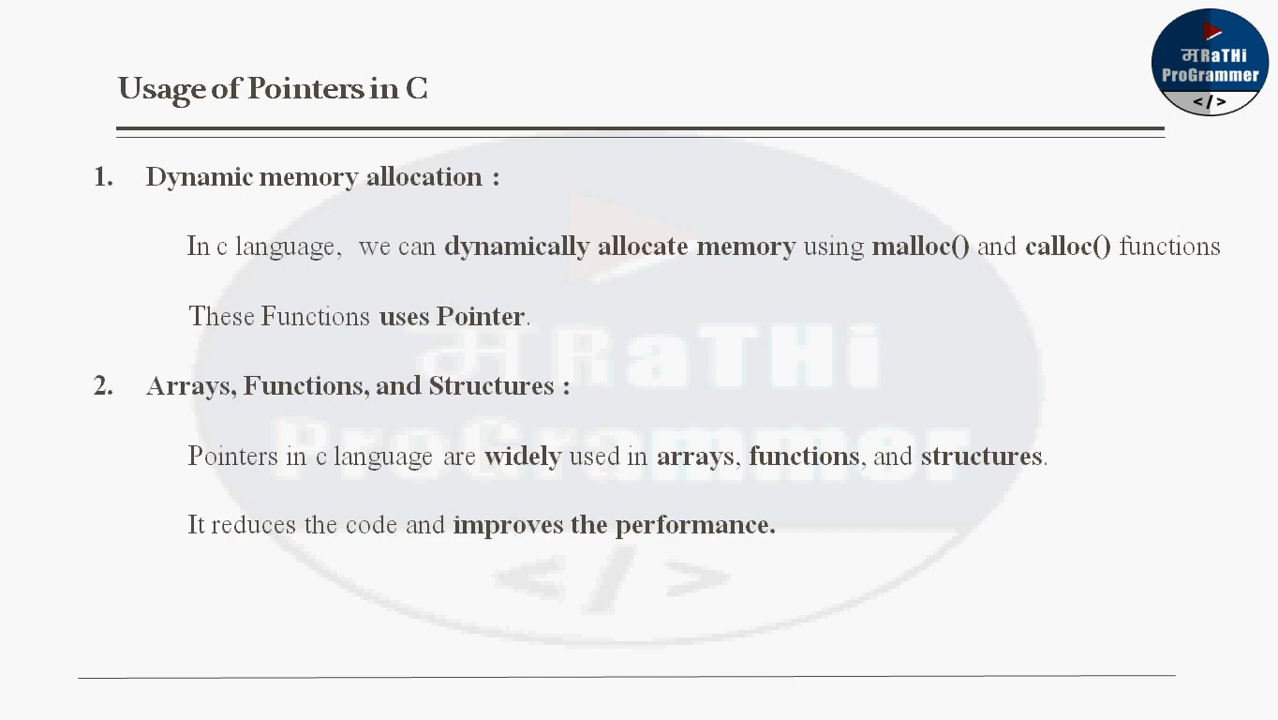 मRaTHi
ProGrammer
</>
Usage of Pointers in C
1. Dynamic memory allocation :
In c language, we can dynamically allocate memory using malloc() and calloc() functions
These Functions uses Pointer.
2. Arrays, Functions, and Structures :
Pointers in c language are widely used in arrays, functions, and structures.
It reduces the code and improves the performance.
मRaTHi
ProGrammer
</>